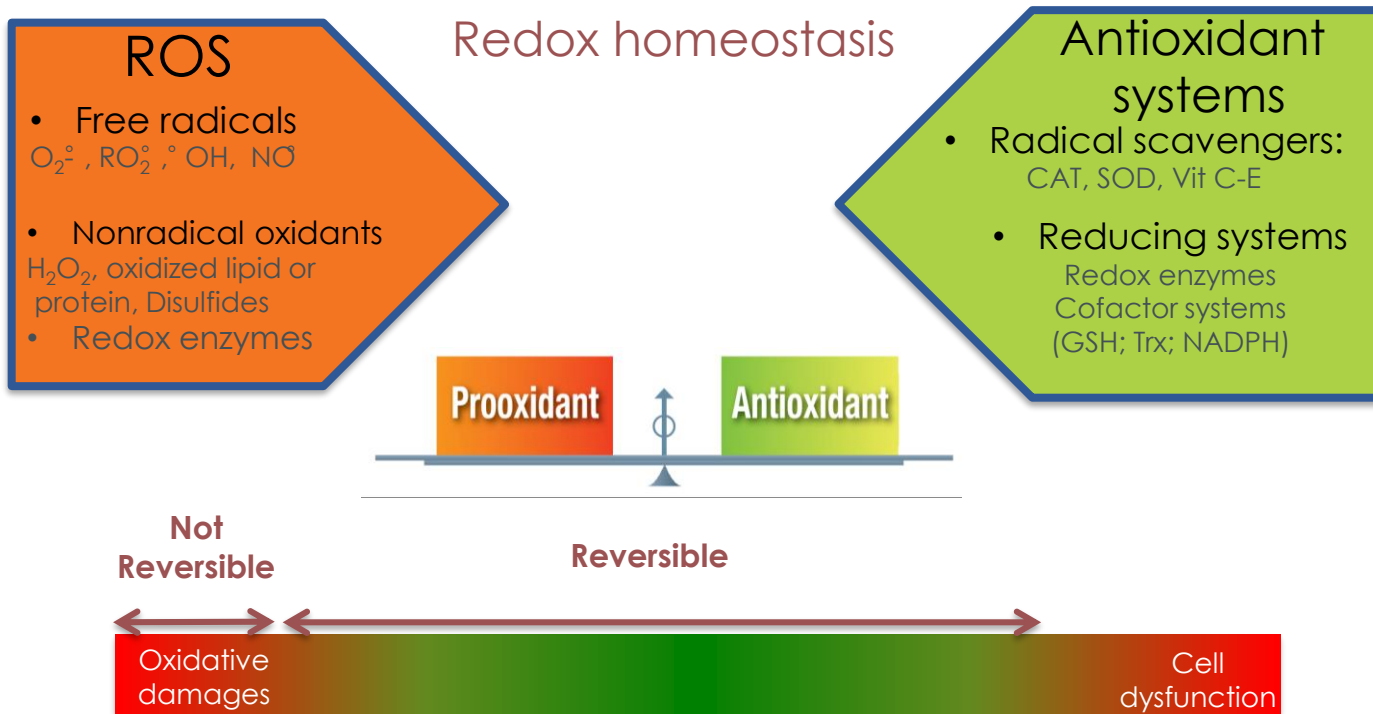 Redox homeostasis
ROS
• Free radicals
O₂°⁻ , RO₂° ,° OH, NO°
• Nonradical oxidants
H₂O₂, oxidized lipid or
protein, Disulfides
• Redox enzymes
Antioxidant
systems
• Radical scavengers:
CAT, SOD, Vit C-E
• Reducing systems
Redox enzymes
Cofactor systems
(GSH; Trx; NADPH)
Prooxidant
Antioxidant
Not
Reversible
Reversible
Oxidative
damages
Cell
dysfunction